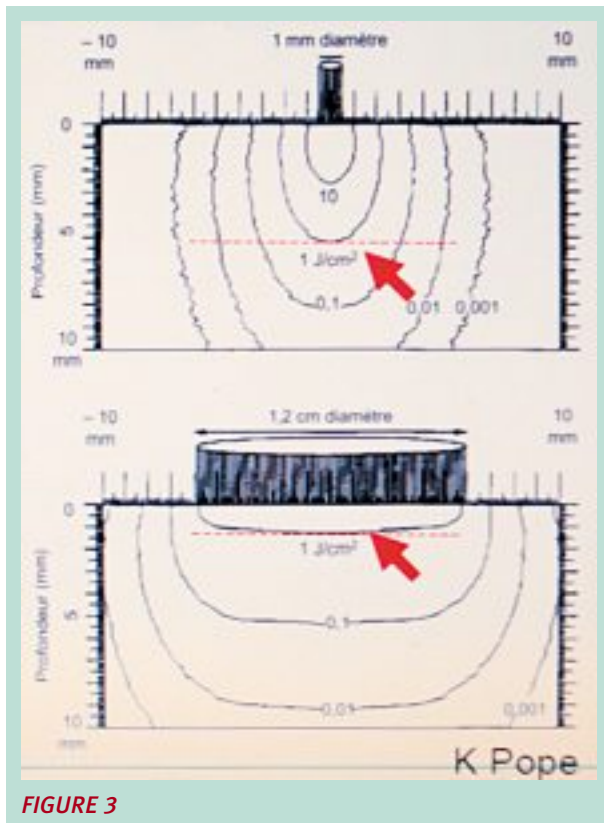 – 10 mm
1 mm diamètre
10 mm
0
10
5
1 J/cm²
0,1
0,01
0,001
10 mm
Profondeur (mm)
– 10 mm
1,2 cm diamètre
10 mm
0
1 J/cm²
5
0,1
0,01
0,001
10 mm
Profondeur (mm)
K Pope
FIGURE 3